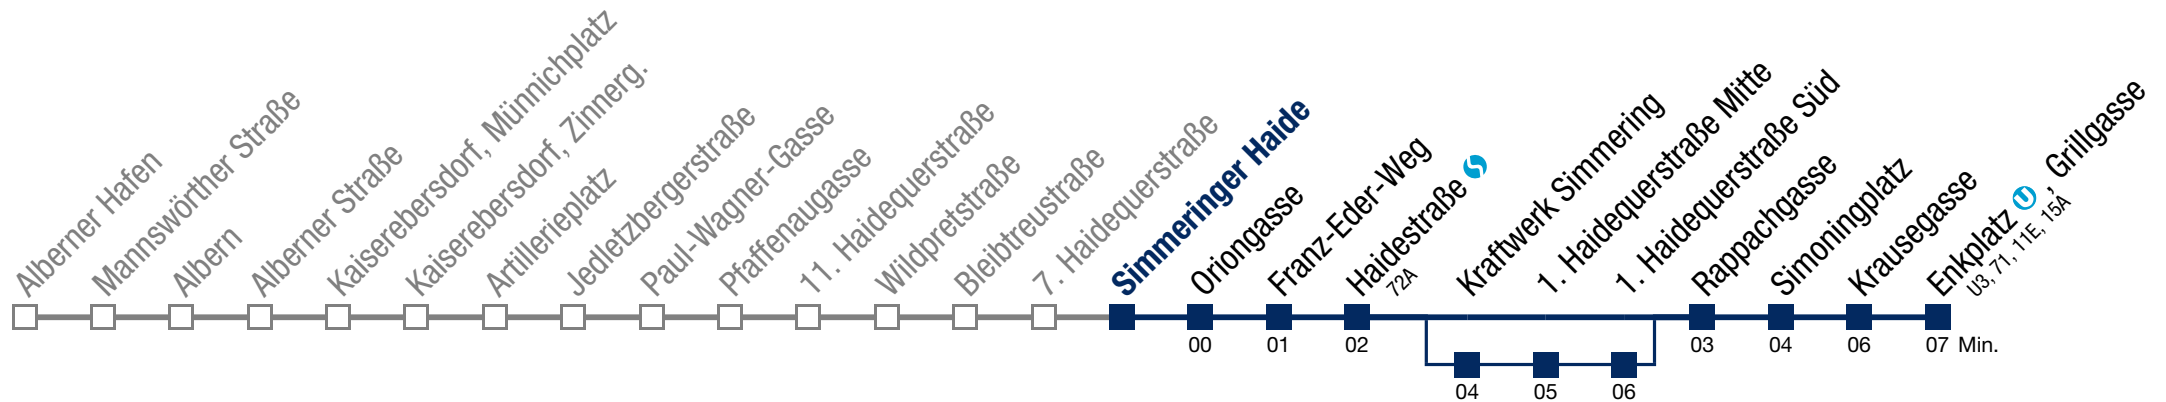 Alberner Hafen
Mannswörther Straße
Albern
Alberner Straße
Kaiserebersdorf, Münnichplatz
Kaiserebersdorf, Zinnerg.
Artillerieplatz
Jedletzbergerstraße
Paul-Wagner-Gasse
Pfaffenaugasse
11. Haidequerstraße
Wildpretstraße
Bleibtreustraße
7. Haidequerstraße
Simmeringer Haide
Oriongasse
Franz-Eder-Weg
Haidestraße S
72A
Kraftwerk Simmering
1. Haidequerstraße Mitte
1. Haidequerstraße Süd
Rappachgasse
Simoningplatz
Krausegasse
Enkplatz U, Grillgasse
U3, 71, 11E, 15A
00 01 02 03 04 06 07 Min.
04 05 06